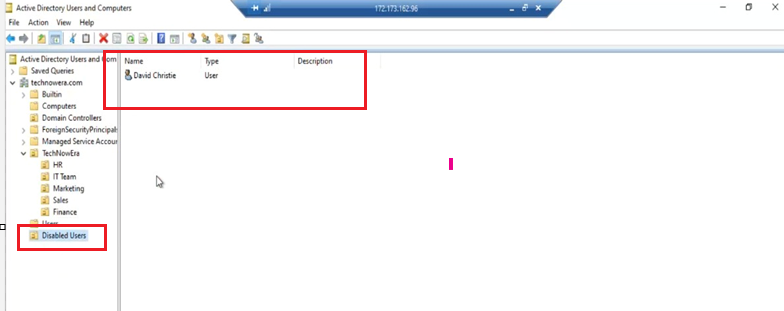 Active Directory Users and Computers
172.173.162.96
File Action View Help
Active Directory Users and Com
Saved Queries
technowera.com
Builtin
Computers
Domain Controllers
ForeignSecurityPrincipals
Managed Service Accour
TechNowEra
HR
IT Team
Marketing
Sales
Finance
Users
Disabled Users
Name Type Description
David Christie User